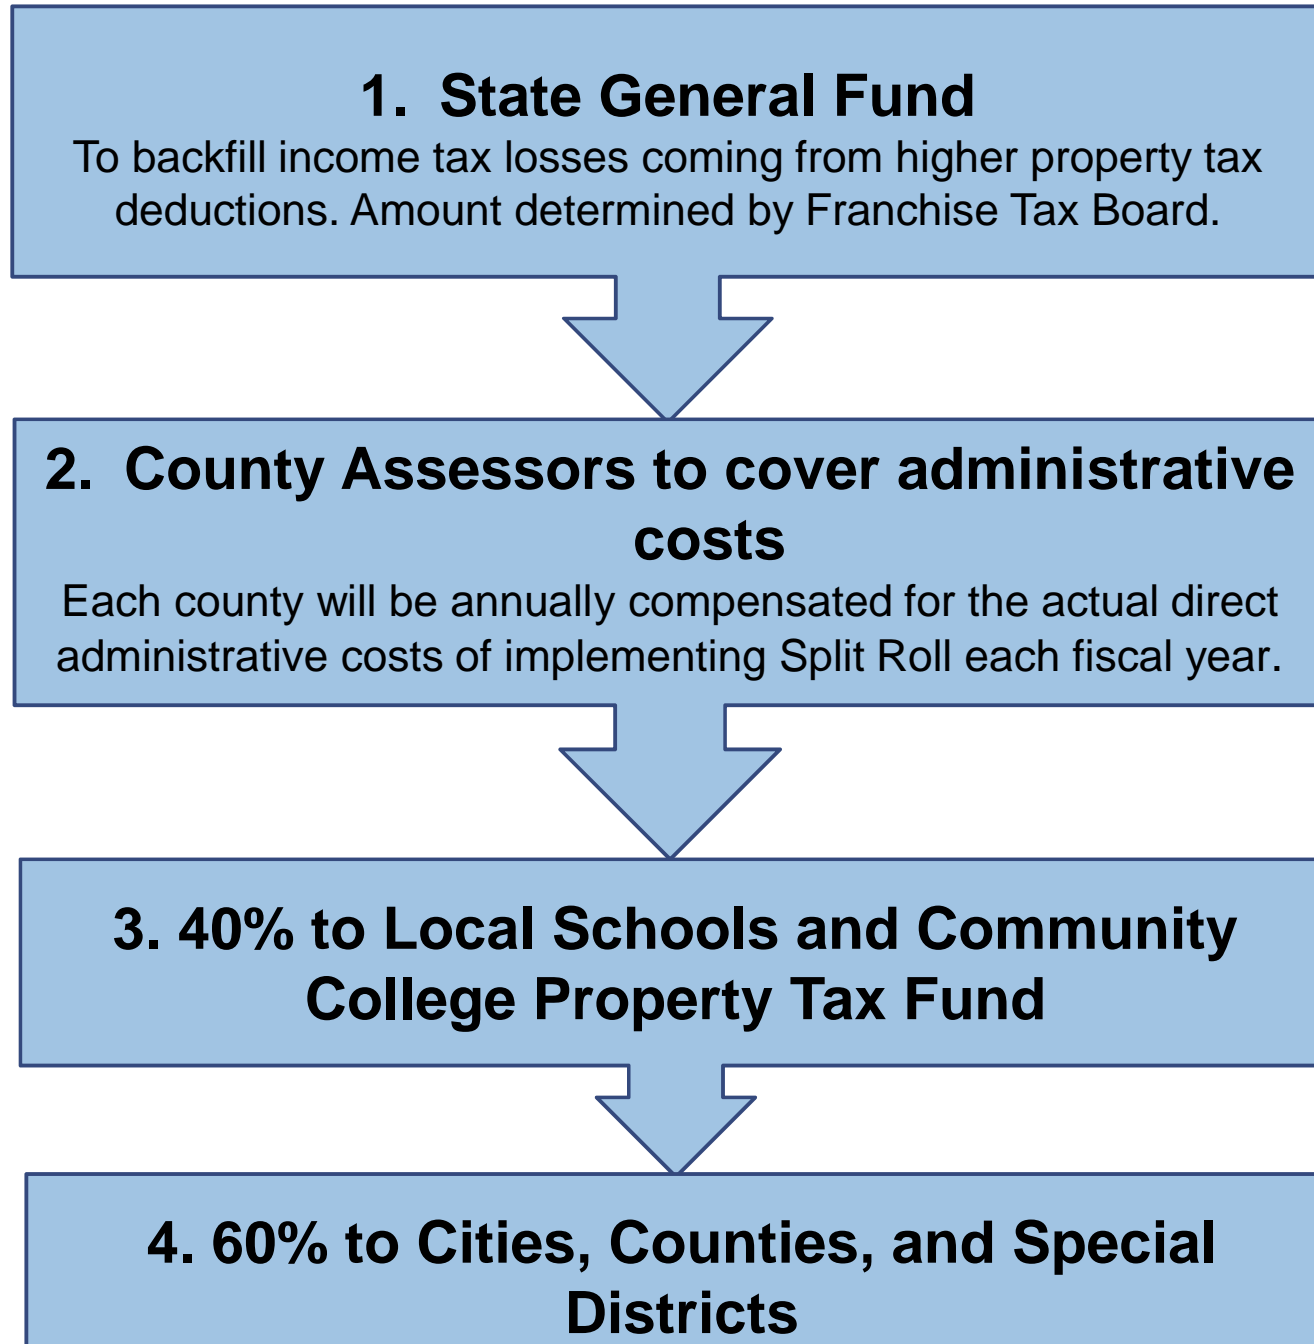 1.  State General Fund
To backfill income tax losses coming from higher property tax
deductions. Amount determined by Franchise Tax Board.
2.  County Assessors to cover administrative
costs
Each county will be annually compensated for the actual direct
administrative costs of implementing Split Roll each fiscal year.
3. 40% to Local Schools and Community
College Property Tax Fund
4. 60% to Cities, Counties, and Special
Districts